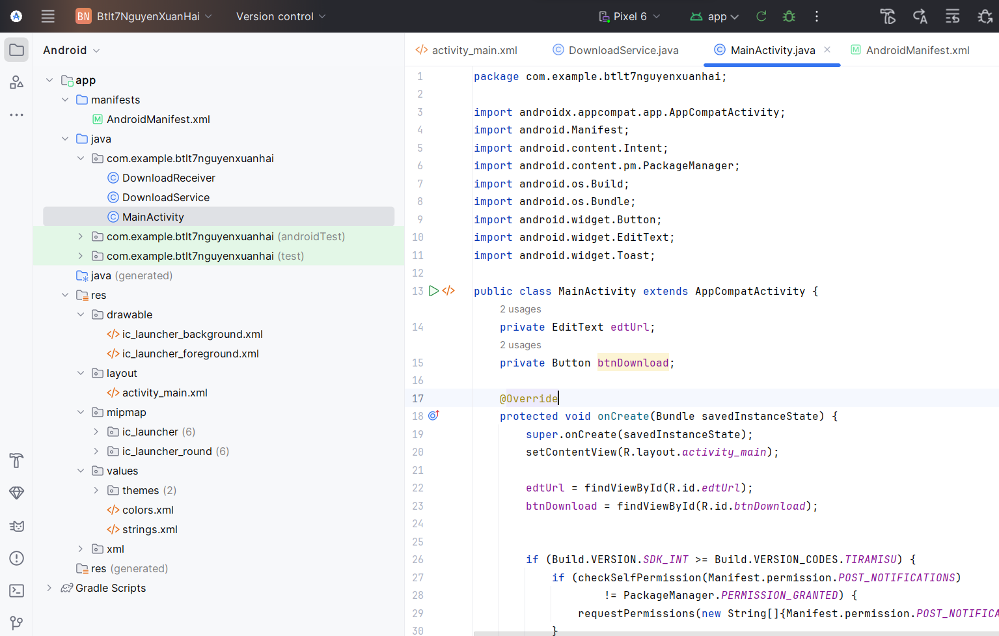 BN Btlt7NguyenXuanHai Version control Pixel 6 app
Android
app
manifests
AndroidManifest.xml
java
com.example.btlt7nguyenxuanhai
DownloadReceiver
DownloadService
MainActivity
com.example.btlt7nguyenxuanhai (androidTest)
com.example.btlt7nguyenxuanhai (test)
java (generated)
res
drawable
ic_launcher_background.xml
ic_launcher_foreground.xml
layout
activity_main.xml
mipmap
ic_launcher (6)
ic_launcher_round (6)
values
themes (2)
colors.xml
strings.xml
xml
res (generated)
Gradle Scripts
activity_main.xml DownloadService.java MainActivity.java AndroidManifest.xml
1 package com.example.btlt7nguyenxuanhai;
2
3 import androidx.appcompat.app.AppCompatActivity;
4 import android.Manifest;
5 import android.content.Intent;
6 import android.content.pm.PackageManager;
7 import android.os.Build;
8 import android.os.Bundle;
9 import android.widget.Button;
10 import android.widget.EditText;
11 import android.widget.Toast;
12
13 public class MainActivity extends AppCompatActivity {
2 usages
14 private EditText edtUrl;
2 usages
15 private Button btnDownload;
16
17 @Override
18 protected void onCreate(Bundle savedInstanceState) {
19 super.onCreate(savedInstanceState);
20 setContentView(R.layout.activity_main);
21
22 edtUrl = findViewById(R.id.edtUrl);
23 btnDownload = findViewById(R.id.btnDownload);
24
25
26 if (Build.VERSION.SDK_INT >= Build.VERSION_CODES.TIRAMISU) {
27 if (checkSelfPermission(Manifest.permission.POST_NOTIFICATIONS)
28 != PackageManager.PERMISSION_GRANTED) {
29 requestPermissions(new String[]{Manifest.permission.POST_NOTIFICA
30 }